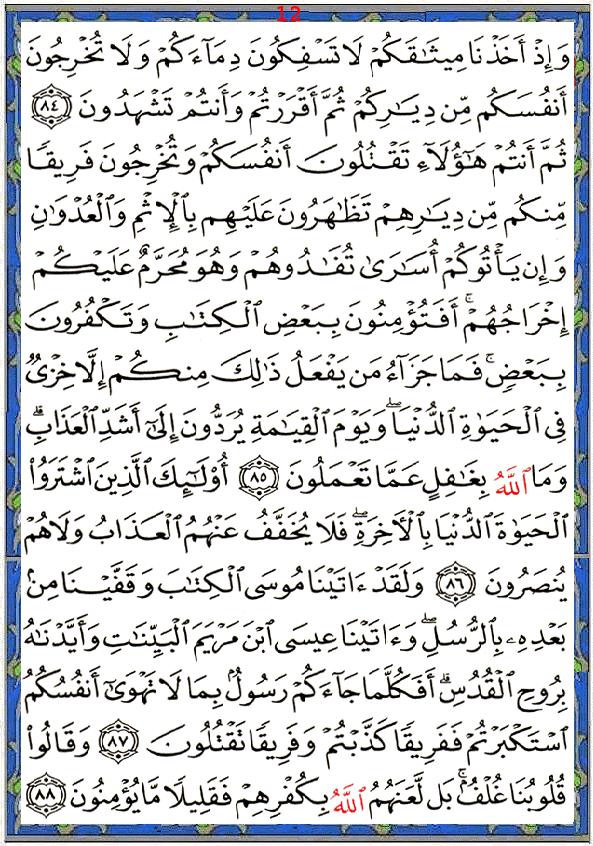 12
وَإِذْ أَخَذْنَا مِيثَٰقَكُمْ لَا تَسْفِكُونَ دِمَآءَكُمْ وَلَا تُخْرِجُونَ
أَنفُسَكُم مِّن دِيَٰرِكُمْ ثُمَّ أَقْرَرْتُمْ وَأَنتُمْ تَشْهَدُونَ ٨٤
ثُمَّ أَنتُمْ هَٰٓؤُلَآءِ تَقْتُلُونَ أَنفُسَكُمْ وَتُخْرِجُونَ فَرِيقًا
مِّنكُم مِّن دِيَٰرِهِمْ تَظَٰهَرُونَ عَلَيْهِم بِٱلْإِثْمِ وَٱلْعُدْوَٰنِ
وَإِن يَأْتُوكُمْ أُسَٰرَىٰ تُفَٰدُوهُمْ وَهُوَ مُحَرَّمٌ عَلَيْكُمْ
إِخْرَاجُهُمْ ۚ أَفَتُؤْمِنُونَ بِبَعْضِ ٱلْكِتَٰبِ وَتَكْفُرُونَ
بِبَعْضٍ ۚ فَمَا جَزَآءُ مَن يَفْعَلُ ذَٰلِكَ مِنكُمْ إِلَّا خِزْىٌ
فِى ٱلْحَيَوٰةِ ٱلدُّنْيَا ۖ وَيَوْمَ ٱلْقِيَٰمَةِ يُرَدُّونَ إِلَىٰٓ أَشَدِّ ٱلْعَذَابِ ۗ
وَمَا ٱللَّهُ بِغَٰفِلٍ عَمَّا تَعْمَلُونَ ٨٥ أُو۟لَٰٓئِكَ ٱلَّذِينَ ٱشْتَرَوُا۟
ٱلْحَيَوٰةَ ٱلدُّنْيَا بِٱلْءَاخِرَةِ ۖ فَلَا يُخَفَّفُ عَنْهُمُ ٱلْعَذَابُ وَلَا هُمْ
يُنصَرُونَ ٨٦ وَلَقَدْ ءَاتَيْنَا مُوسَى ٱلْكِتَٰبَ وَقَفَّيْنَا مِنۢ
بَعْدِهِۦ بِٱلرُّسُلِ ۖ وَءَاتَيْنَا عِيسَى ٱبْنَ مَرْيَمَ ٱلْبَيِّنَٰتِ وَأَيَّدْنَٰهُ
بِرُوحِ ٱلْقُدُسِ ۗ أَفَكُلَّمَا جَآءَكُمْ رَسُولٌۢ بِمَا لَا تَهْوَىٰٓ أَنفُسُكُمُ
ٱسْتَكْبَرْتُمْ فَفَرِيقًا كَذَّبْتُمْ وَفَرِيقًا تَقْتُلُونَ ٨٧ وَقَالُوا۟
قُلُوبُنَا غُلْفٌۢ ۚ بَل لَّعَنَهُمُ ٱللَّهُ بِكُفْرِهِمْ فَقَلِيلًا مَّا يُؤْمِنُونَ ٨٨